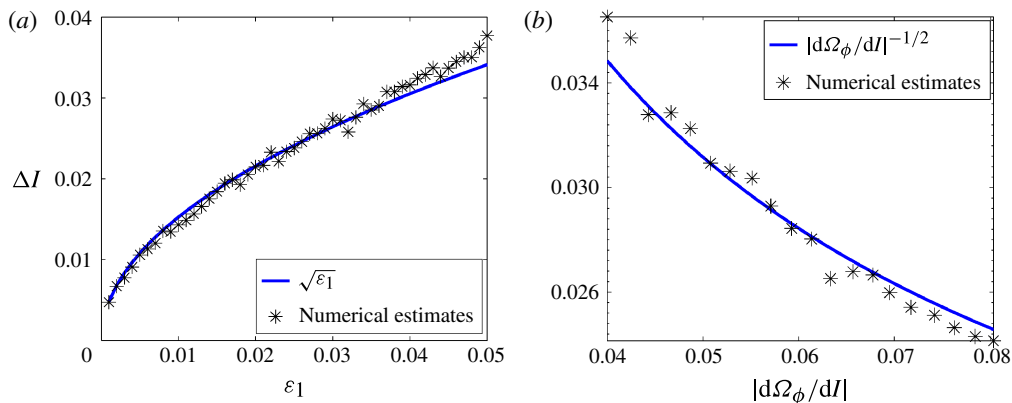 (a)
0.04
0.03
ΔI 0.02
0.01
√ε1
Numerical estimates
0 0.01 0.02 0.03 0.04 0.05
ε1
(b)
|dΩϕ/dI|−1/2
Numerical estimates
0.034
0.030
0.026
0.04 0.05 0.06 0.07 0.08
|dΩϕ/dI|